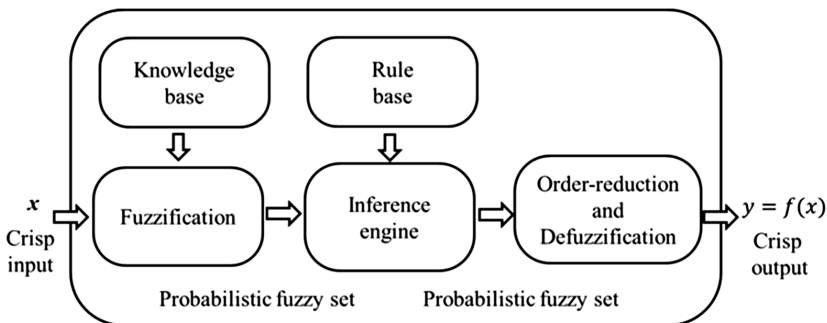 Knowledge
base
Rule
base
x
Crisp
input
Fuzzification
Inference
engine
Order-reduction
and
Defuzzification
y = f(x)
Crisp
output
Probabilistic fuzzy set
Probabilistic fuzzy set